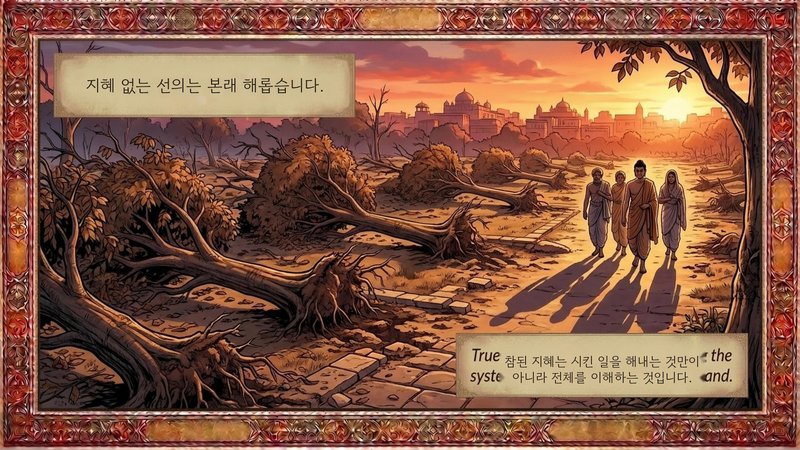 지혜 없는 선의는 본래 해롭습니다.
True 참된 지혜는 시킨 일을 해내는 것만이 the
syste 아니라 전체를 이해하는 것입니다. and.